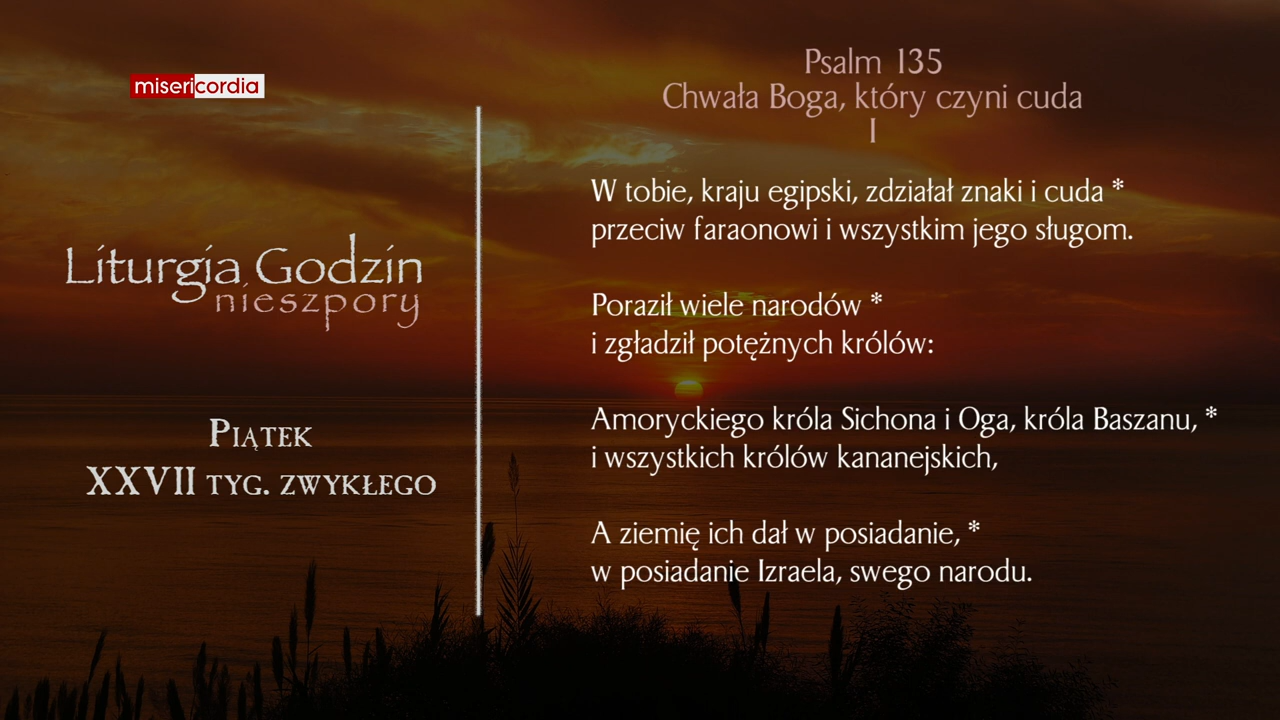 misericordia
Liturgia Godzin
nieszpory
Piątek
XXVII tyg. zwykłego
Psalm 135
Chwała Boga, który czyni cuda
I
W tobie, kraju egipski, zdziałał znaki i cuda *
przeciw faraonowi i wszystkim jego sługom.
Poraził wiele narodów *
i zgładził potężnych królów:
Amoryckiego króla Sichona i Oga, króla Baszanu, *
i wszystkich królów kananejskich,
A ziemię ich dał w posiadanie, *
w posiadanie Izraela, swego narodu.